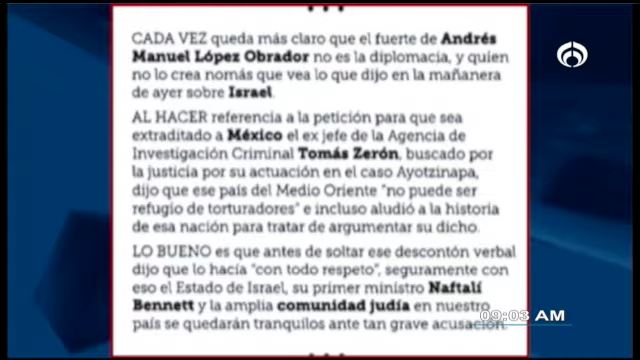 CADA VEZ queda más claro que el fuerte de Andrés
Manuel López Obrador no es la diplomacia, y quien
no lo crea nomás que vea lo que dijo en la mañanera
de ayer sobre Israel.
AL HACER referencia a la petición para que sea
extraditado a México el ex jefe de la Agencia de
Investigación Criminal Tomás Zerón, buscado por
la justicia por su actuación en el caso Ayotzinapa,
dijo que ese país del Medio Oriente "no puede ser
refugio de torturadores" e incluso aludió a la historia
de esa nación para tratar de argumentar su dicho.
LO BUENO es que antes de soltar ese descontón verbal
dijo que lo hacía "con todo respeto", seguramente con
eso el Estado de Israel, su primer ministro Naftalí
Bennett y la amplia comunidad judía en nuestro
país se quedarán tranquilos ante tan grave acusación.
09:03 AM